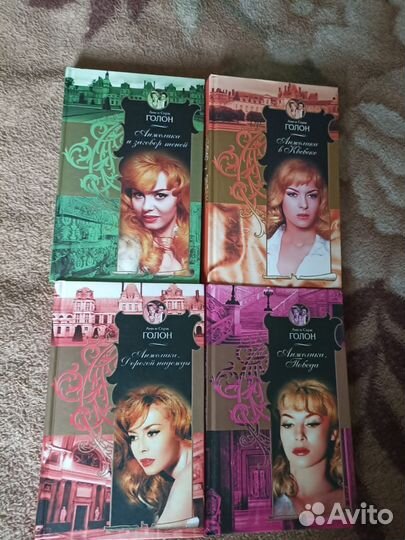 Анн и Серж
ГОЛОН
Анжелика
и заговор теней
Анн и Серж
ГОЛОН
Анжелика
в Квебеке
Анн и Серж
ГОЛОН
Анжелика.
Дорогой надежды
Анн и Серж
ГОЛОН
Анжелика.
Победа
Avito